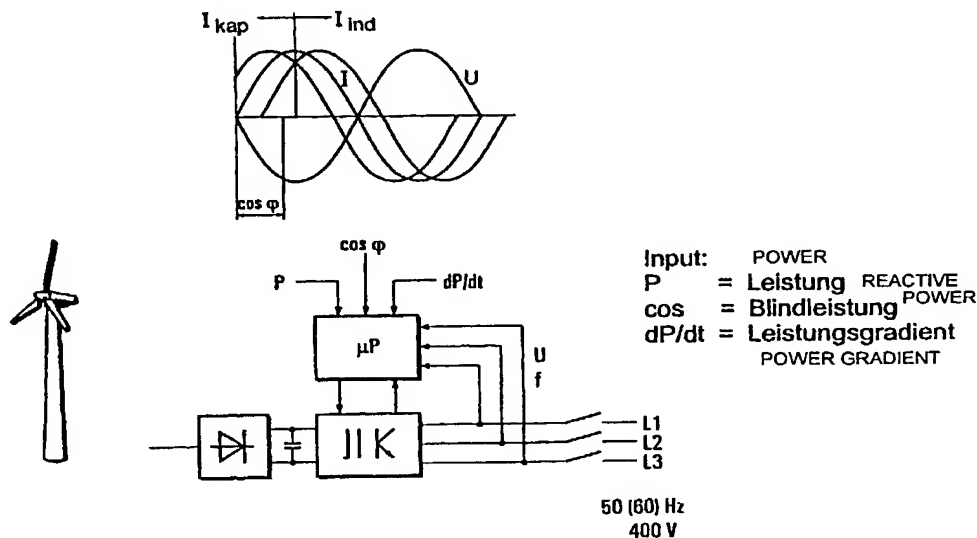 I kap I ind
I U
cos φ
cos φ
P dP/dt
μP
U
f
L1
L2
L3
50 (60) Hz
400 V
Input: POWER
P = Leistung REACTIVE
cos = Blindleistung POWER
dP/dt = Leistungsgradient
POWER GRADIENT